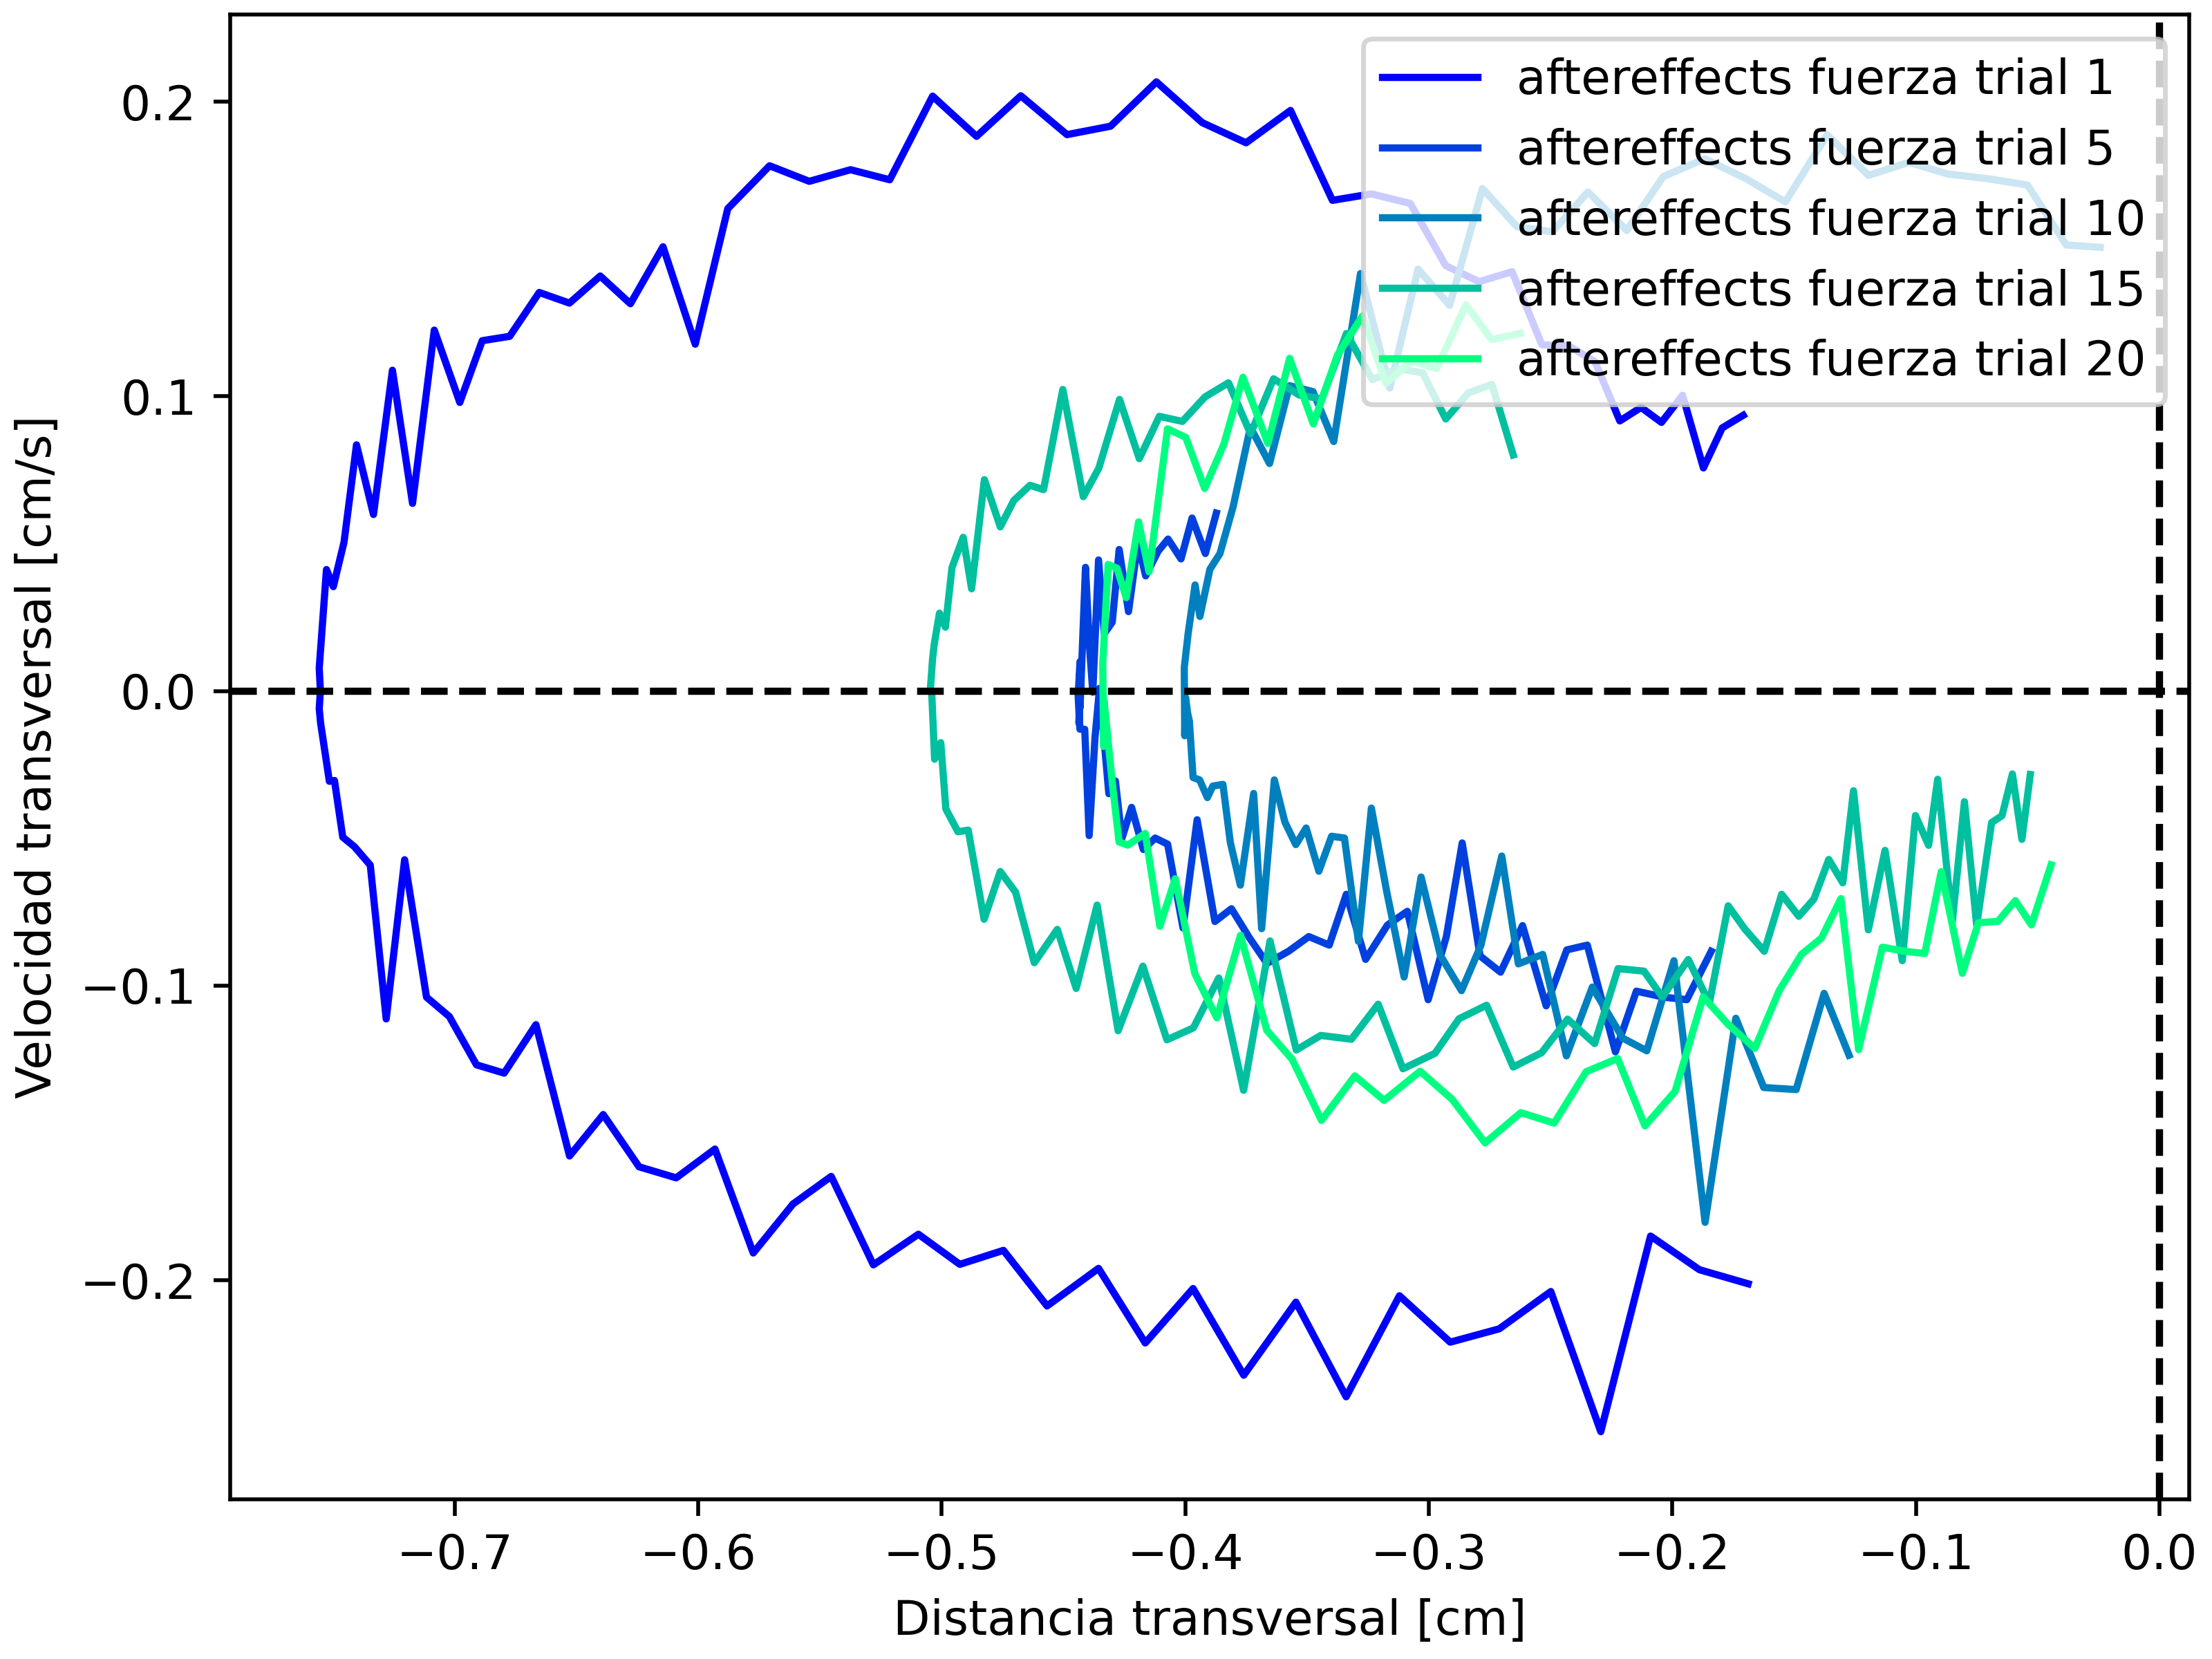 aftereffects fuerza trial 1
aftereffects fuerza trial 5
aftereffects fuerza trial 10
aftereffects fuerza trial 15
aftereffects fuerza trial 20
Velocidad transversal [cm/s]
0.2
0.1
0.0
−0.1
−0.2
−0.7 −0.6 −0.5 −0.4 −0.3 −0.2 −0.1 0.0
Distancia transversal [cm]